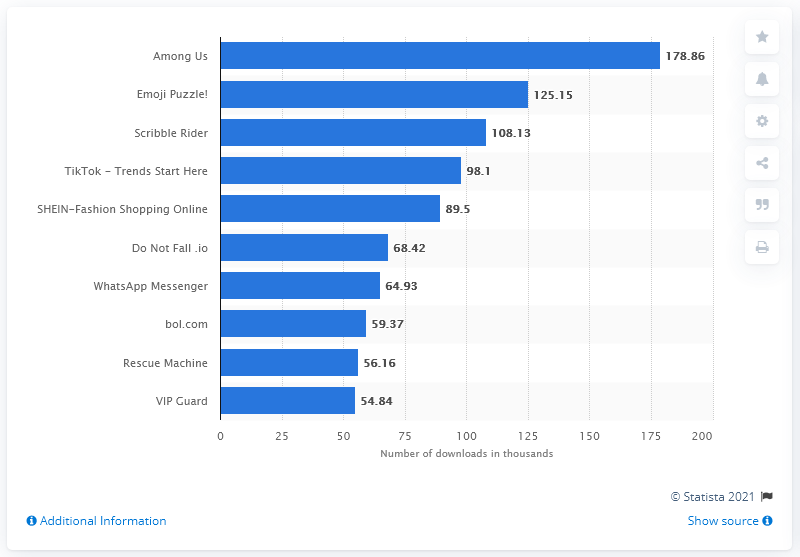 Among Us 178.86
Emoji Puzzle! 125.15
Scribble Rider 108.13
TikTok - Trends Start Here 98.1
SHEIN-Fashion Shopping Online 89.5
Do Not Fall .io 68.42
WhatsApp Messenger 64.93
bol.com 59.37
Rescue Machine 56.16
VIP Guard 54.84
0 25 50 75 100 125 150 175 200
Number of downloads in thousands
© Statista 2021
Additional Information Show source